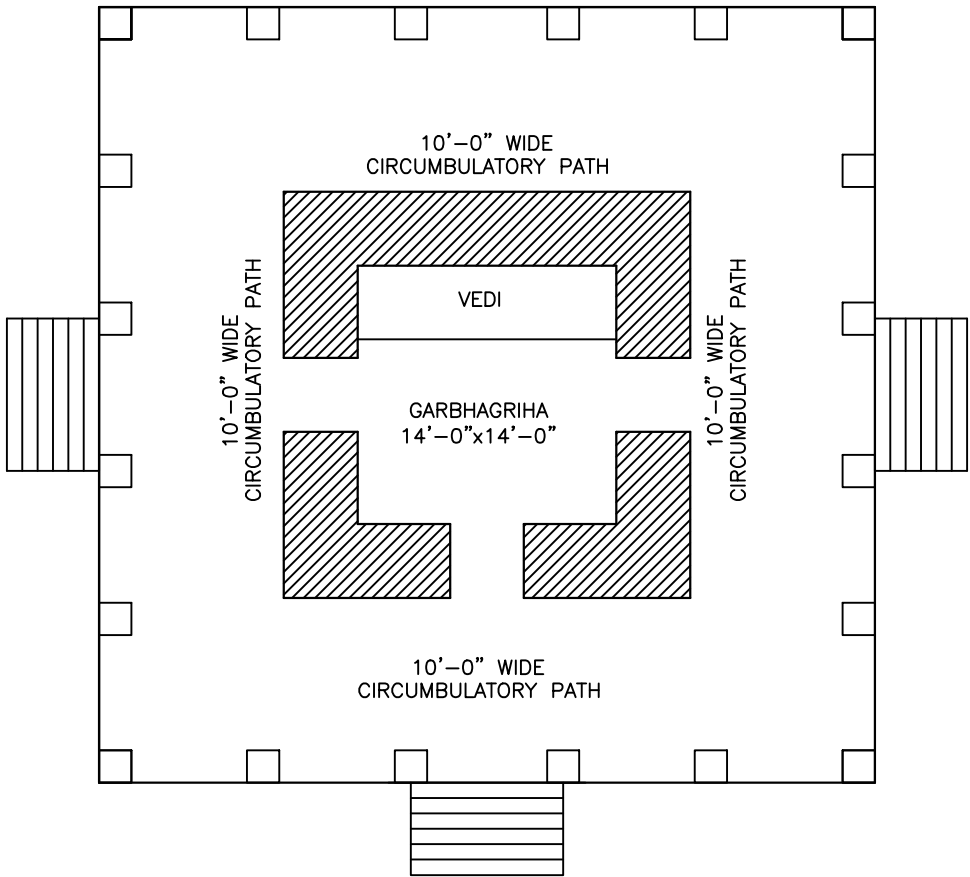 10'-0" WIDE
CIRCUMBULATORY PATH
VEDI
10'-0" WIDE
CIRCUMBULATORY PATH
GARBHAGRIHA
14'-0"x14'-0"
10'-0" WIDE
CIRCUMBULATORY PATH
10'-0" WIDE
CIRCUMBULATORY PATH